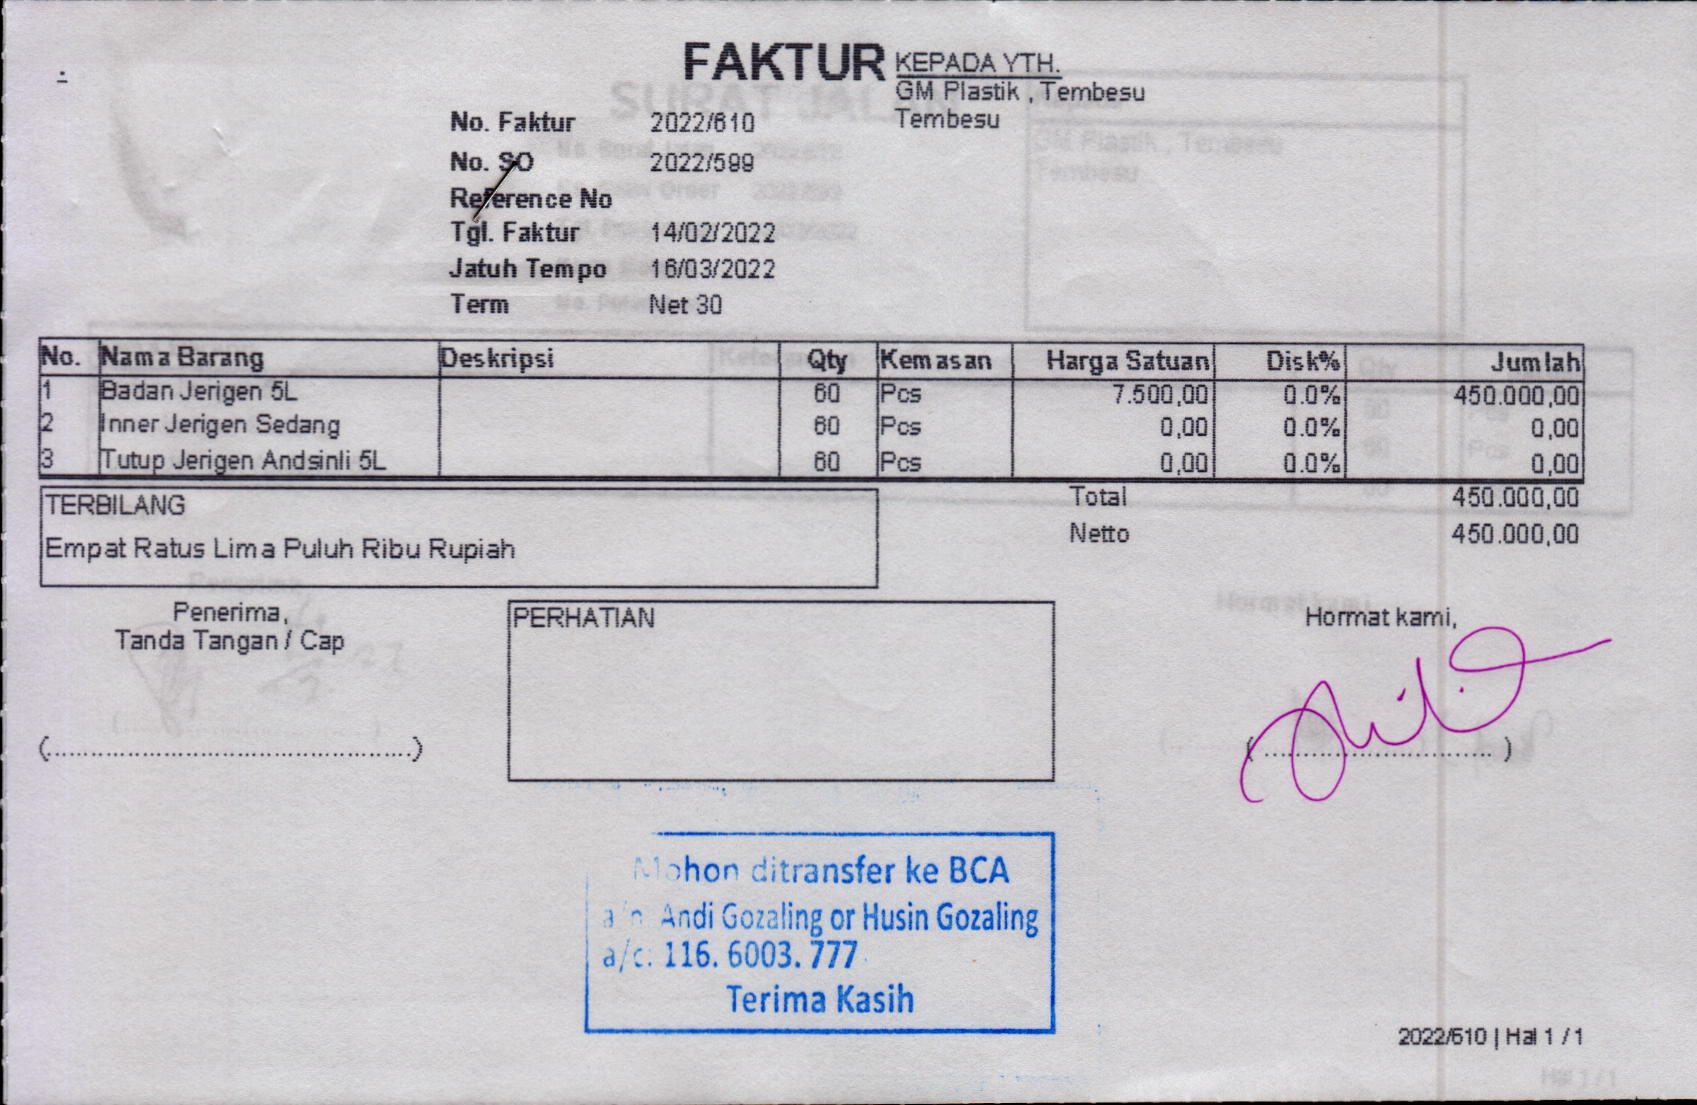 FAKTUR
KEPADA YTH.
GM Plastik , Tembesu
Tembesu
No. Faktur 2022/610
No. SO 2022/599
Reference No
Tgl. Faktur 14/02/2022
Jatuh Tempo 16/03/2022
Term Net 30
No. Nama Barang Deskripsi Qty Kemasan Harga Satuan Disk% Jumlah
1 Badan Jerigen 5L 60 Pcs 7.500,00 0.0% 450.000,00
2 Inner Jerigen Sedang 60 Pcs 0,00 0.0% 0,00
3 Tutup Jerigen Andsinli 5L 60 Pcs 0,00 0.0% 0,00
TERBILANG
Empat Ratus Lima Puluh Ribu Rupiah
Total 450.000,00
Netto 450.000,00
Penerima,
Tanda Tangan / Cap
PERHATIAN
Hormat kami,
(........................................)
(........................................)
Mohon ditransfer ke BCA
a/n. Andi Gozaling or Husin Gozaling
a/c. 116. 6003. 777
Terima Kasih
2022/610 | Hal 1 / 1